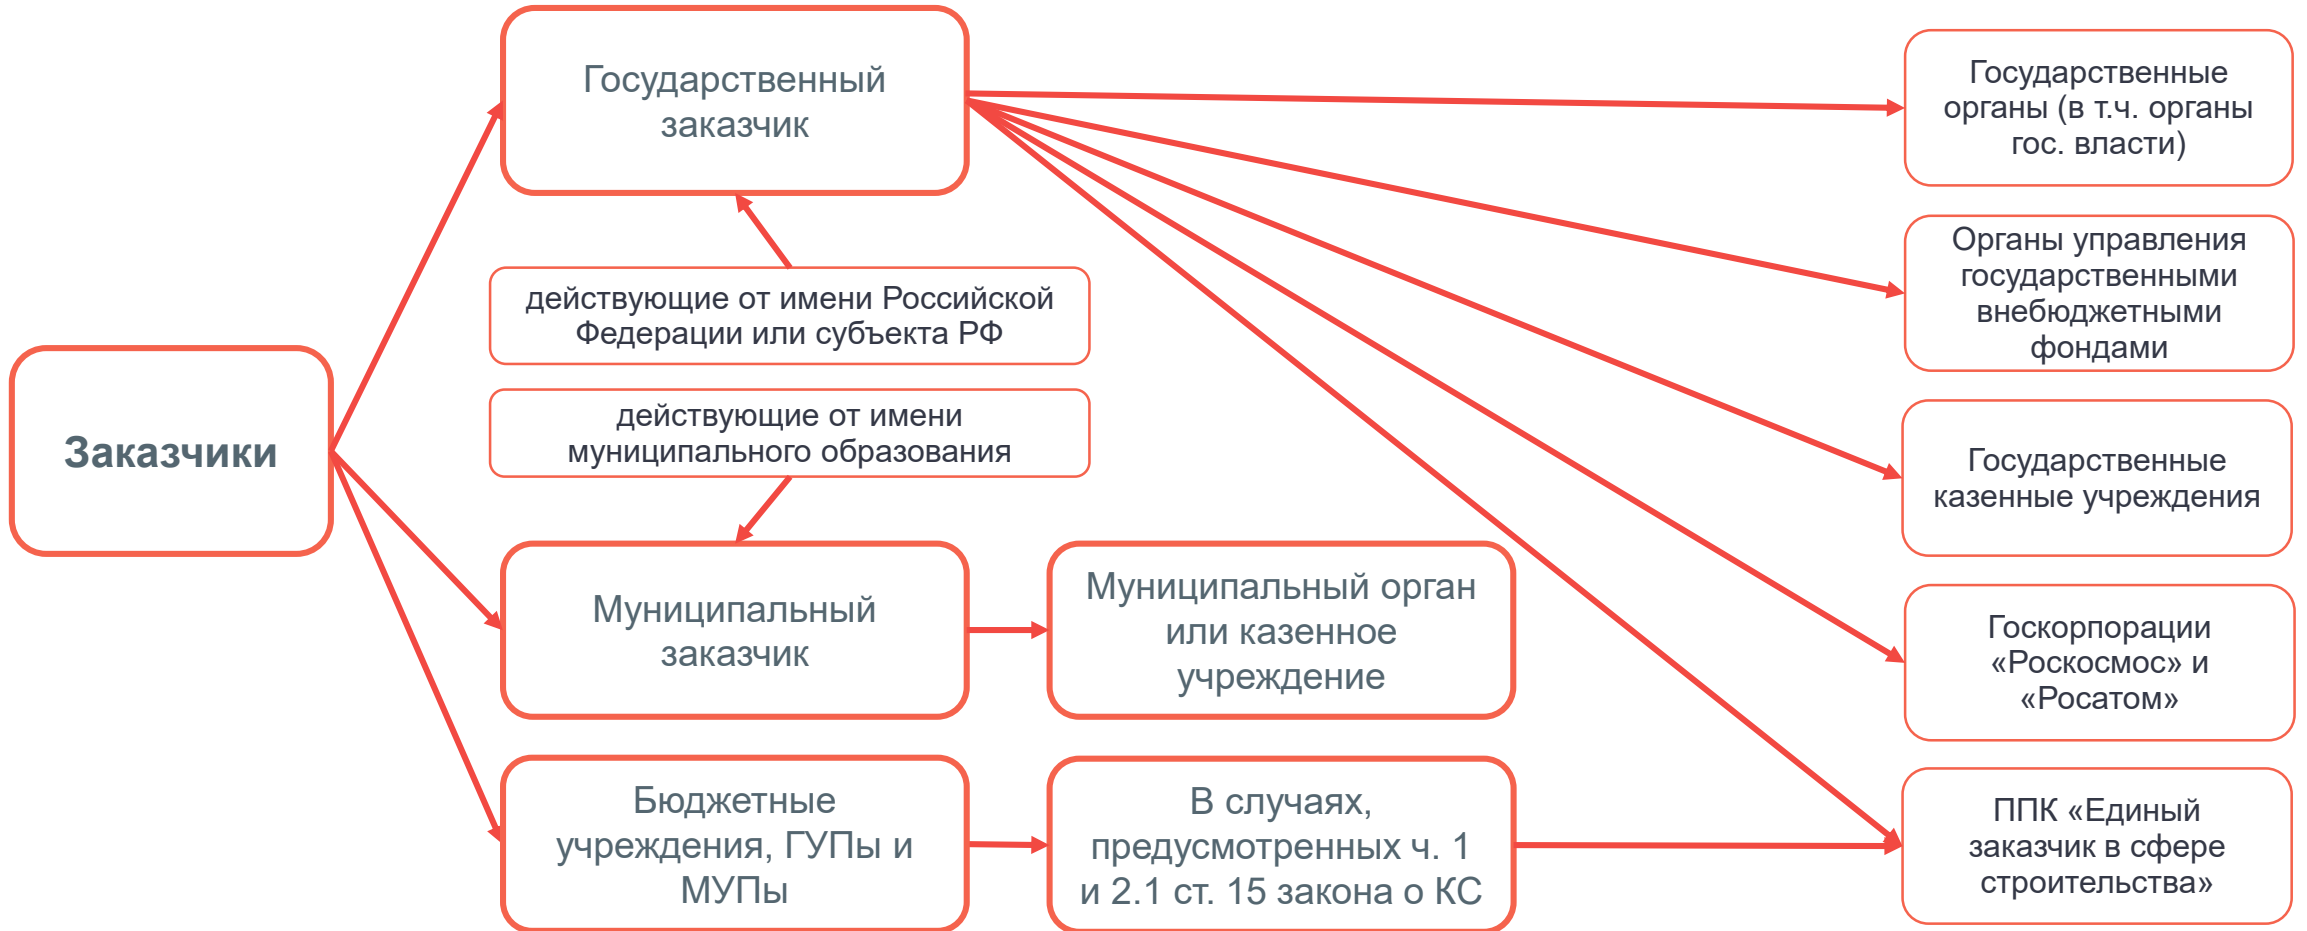 Заказчики
Государственный
заказчик
действующие от имени Российской
Федерации или субъекта РФ
действующие от имени
муниципального образования
Муниципальный
заказчик
Муниципальный орган
или казенное
учреждение
Бюджетные
учреждения, ГУПы и
МУПы
В случаях,
предусмотренных ч. 1
и 2.1 ст. 15 закона о КС
Государственные
органы (в т.ч. органы
гос. власти)
Органы управления
государственными
внебюджетными
фондами
Государственные
казенные учреждения
Госкорпорации
«Роскосмос» и
«Росатом»
ППК «Единый
заказчик в сфере
строительства»